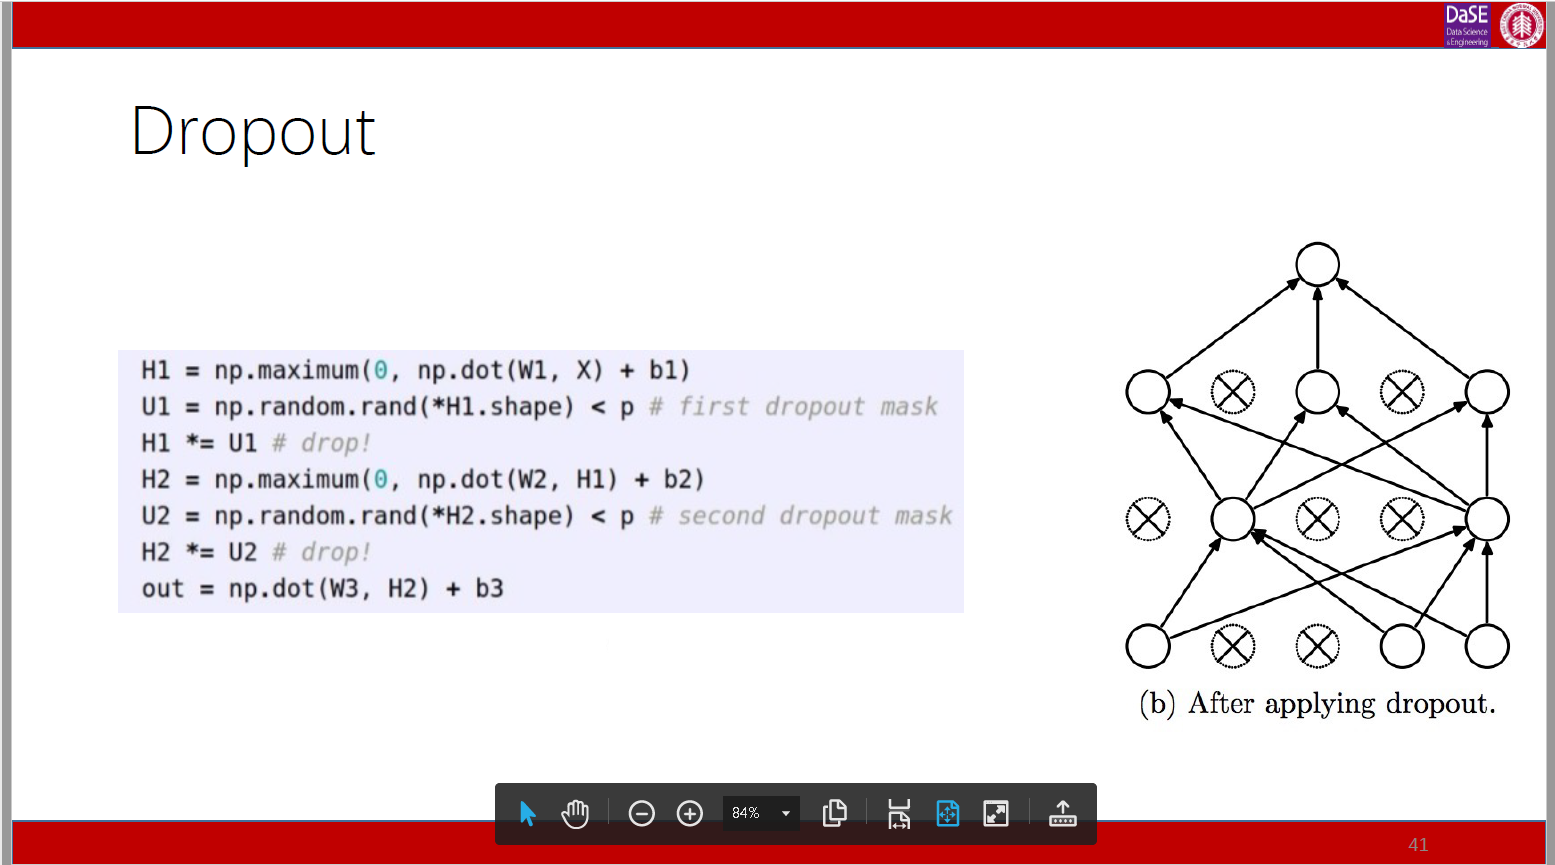 DaSE
Data Science
& Engineering
Dropout
H1 = np.maximum(0, np.dot(W1, X) + b1)
U1 = np.random.rand(*H1.shape) < p # first dropout mask
H1 *= U1 # drop!
H2 = np.maximum(0, np.dot(W2, H1) + b2)
U2 = np.random.rand(*H2.shape) < p # second dropout mask
H2 *= U2 # drop!
out = np.dot(W3, H2) + b3
(b) After applying dropout.
84%
41